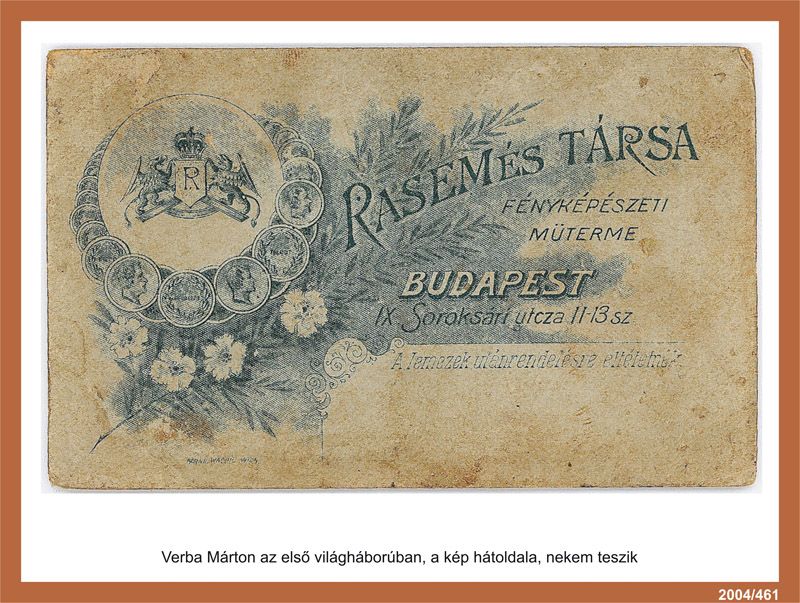 R
RASEM ÉS TÁRSA
FÉNYKÉPÉSZETI
MŰTERME
BUDAPEST
IX Soroksári utcza 11-13 sz.
A lemezek utánrendelésre eltétetnek.
Verba Márton az első világháborúban, a kép hátoldala, nekem teszik
2004/461